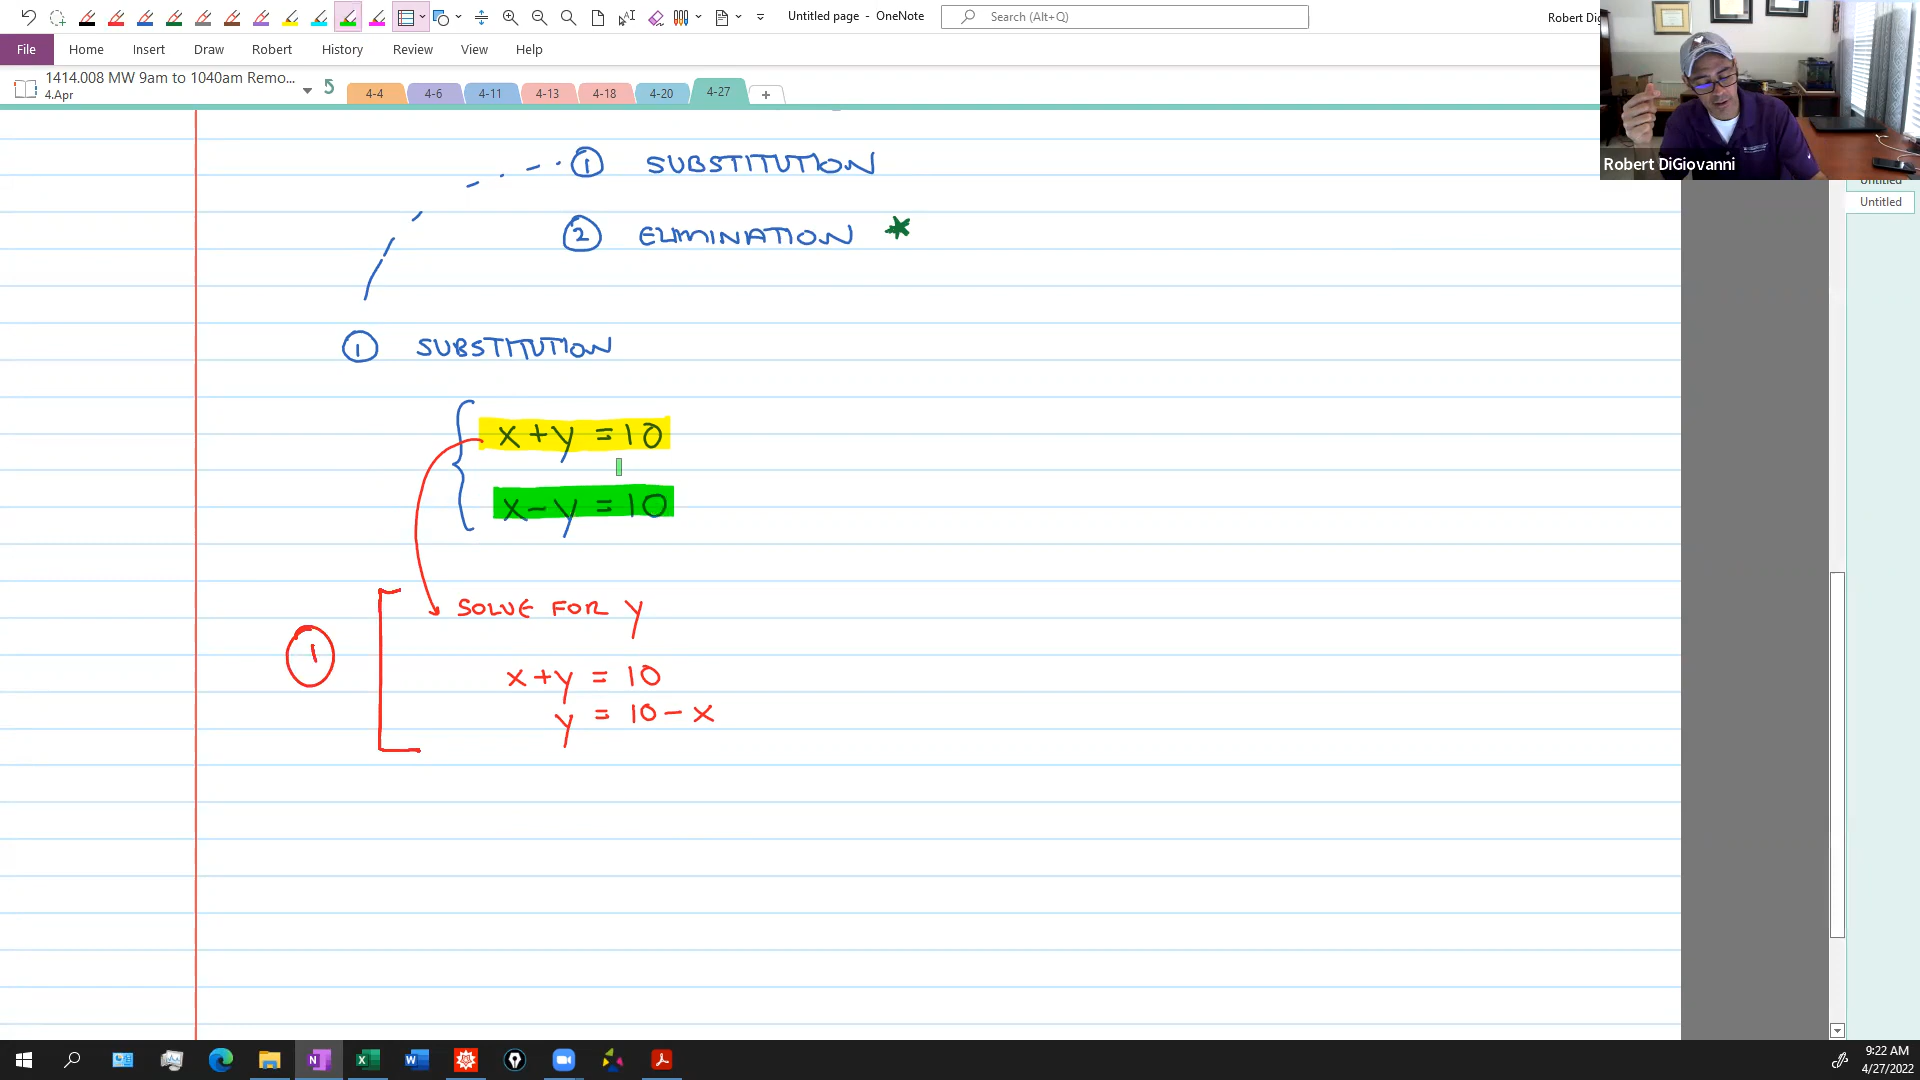 Untitled page - OneNote
Search (Alt+Q)
Robert Di
File Home Insert Draw Robert History Review View Help
1414.008 MW 9am to 1040am Remo...
4.Apr
4-4 4-6 4-11 4-13 4-18 4-20 4-27
Robert DiGiovanni
Untitled
Untitled
1 SUBSTITUTION
2 ELIMINATION
1 SUBSTITUTION
x+y = 10
x-y = 10
1
SOLVE FOR y
x+y = 10
y = 10 - x
9:22 AM
4/27/2022